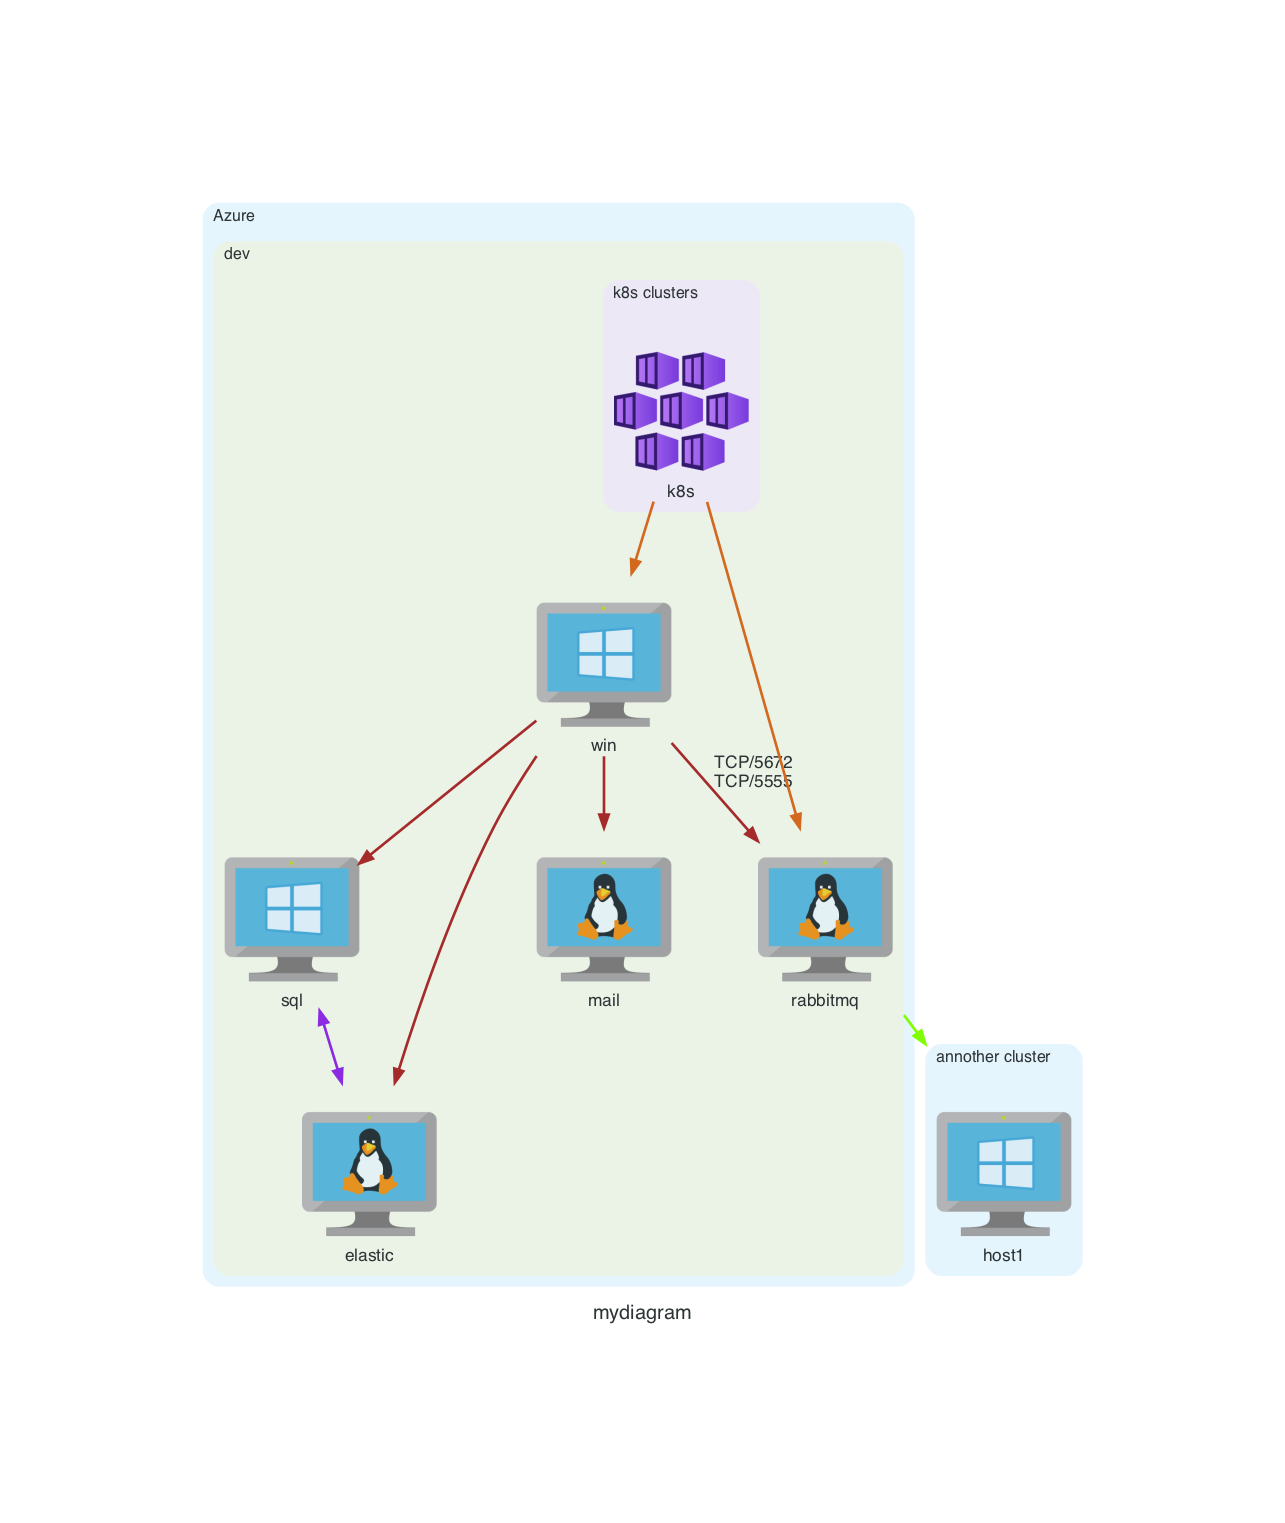 Azure
dev
k8s clusters
k8s
win
TCP/5672
TCP/5555
sql
mail
rabbitmq
annother cluster
elastic
host1
mydiagram